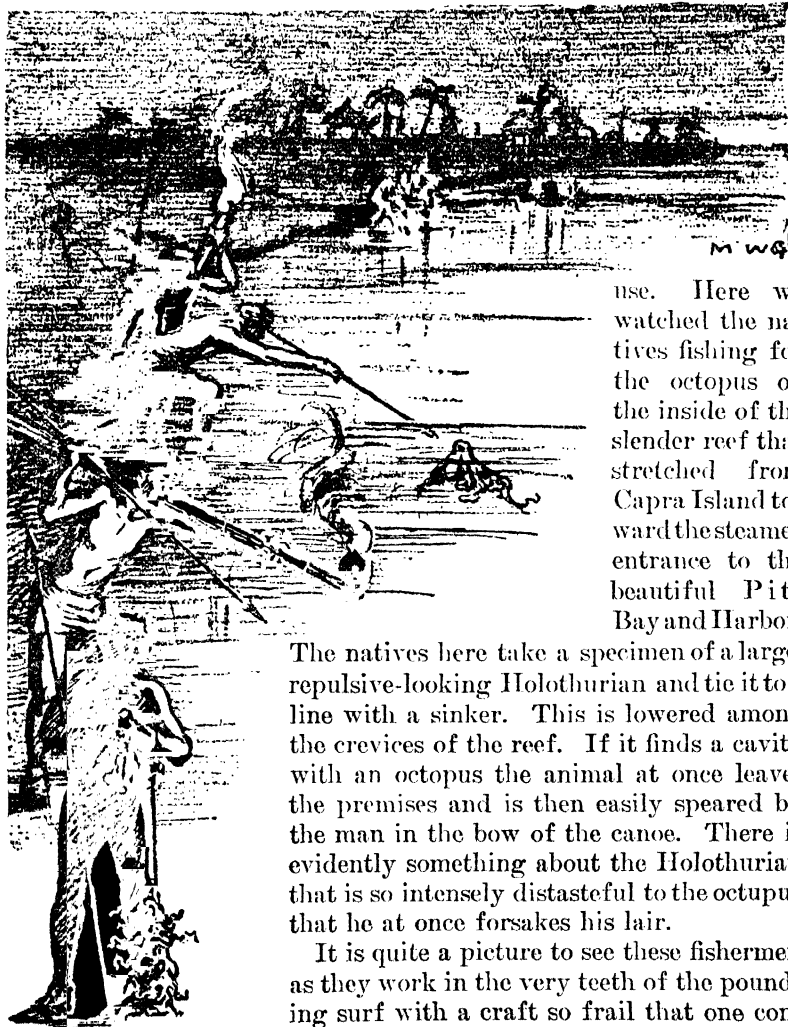 M W G
use. Here w
watched the na
tives fishing fo
the octopus o
the inside of th
slender reef tha
stretched fro
Capra Island to
ward the steame
entrance to th
beautiful Pit
Bay and Harbo
The natives here take a specimen of a larg
repulsive-looking Holothurian and tie it to
line with a sinker. This is lowered amon
the crevices of the reef. If it finds a cavit
with an octopus the animal at once leave
the premises and is then easily speared b
the man in the bow of the canoe. There i
evidently something about the Holothuria
that is so intensely distasteful to the octupu
that he at once forsakes his lair.
It is quite a picture to see these fisherme
as they work in the very teeth of the pound
ing surf with a craft so frail that one con